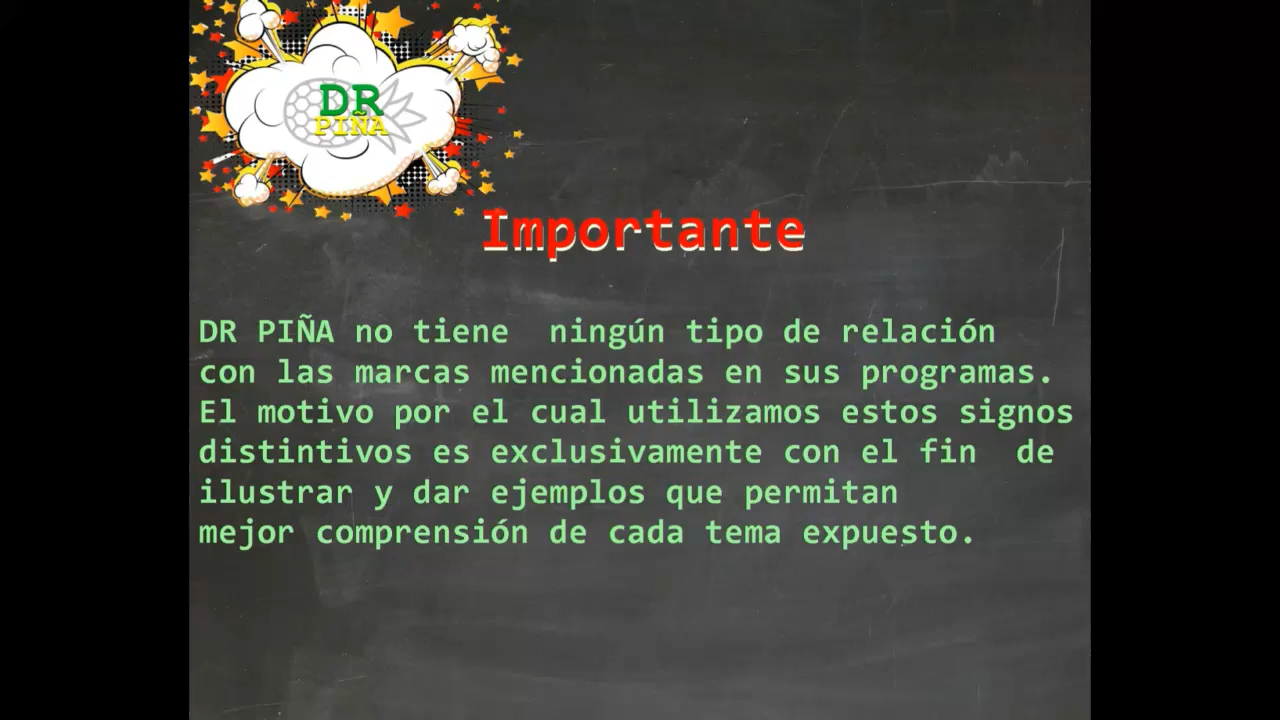 DR
PIÑA
Importante
DR PIÑA no tiene  ningún tipo de relación
con las marcas mencionadas en sus programas.
El motivo por el cual utilizamos estos signos
distintivos es exclusivamente con el fin  de
ilustrar y dar ejemplos que permitan
mejor comprensión de cada tema expuesto.